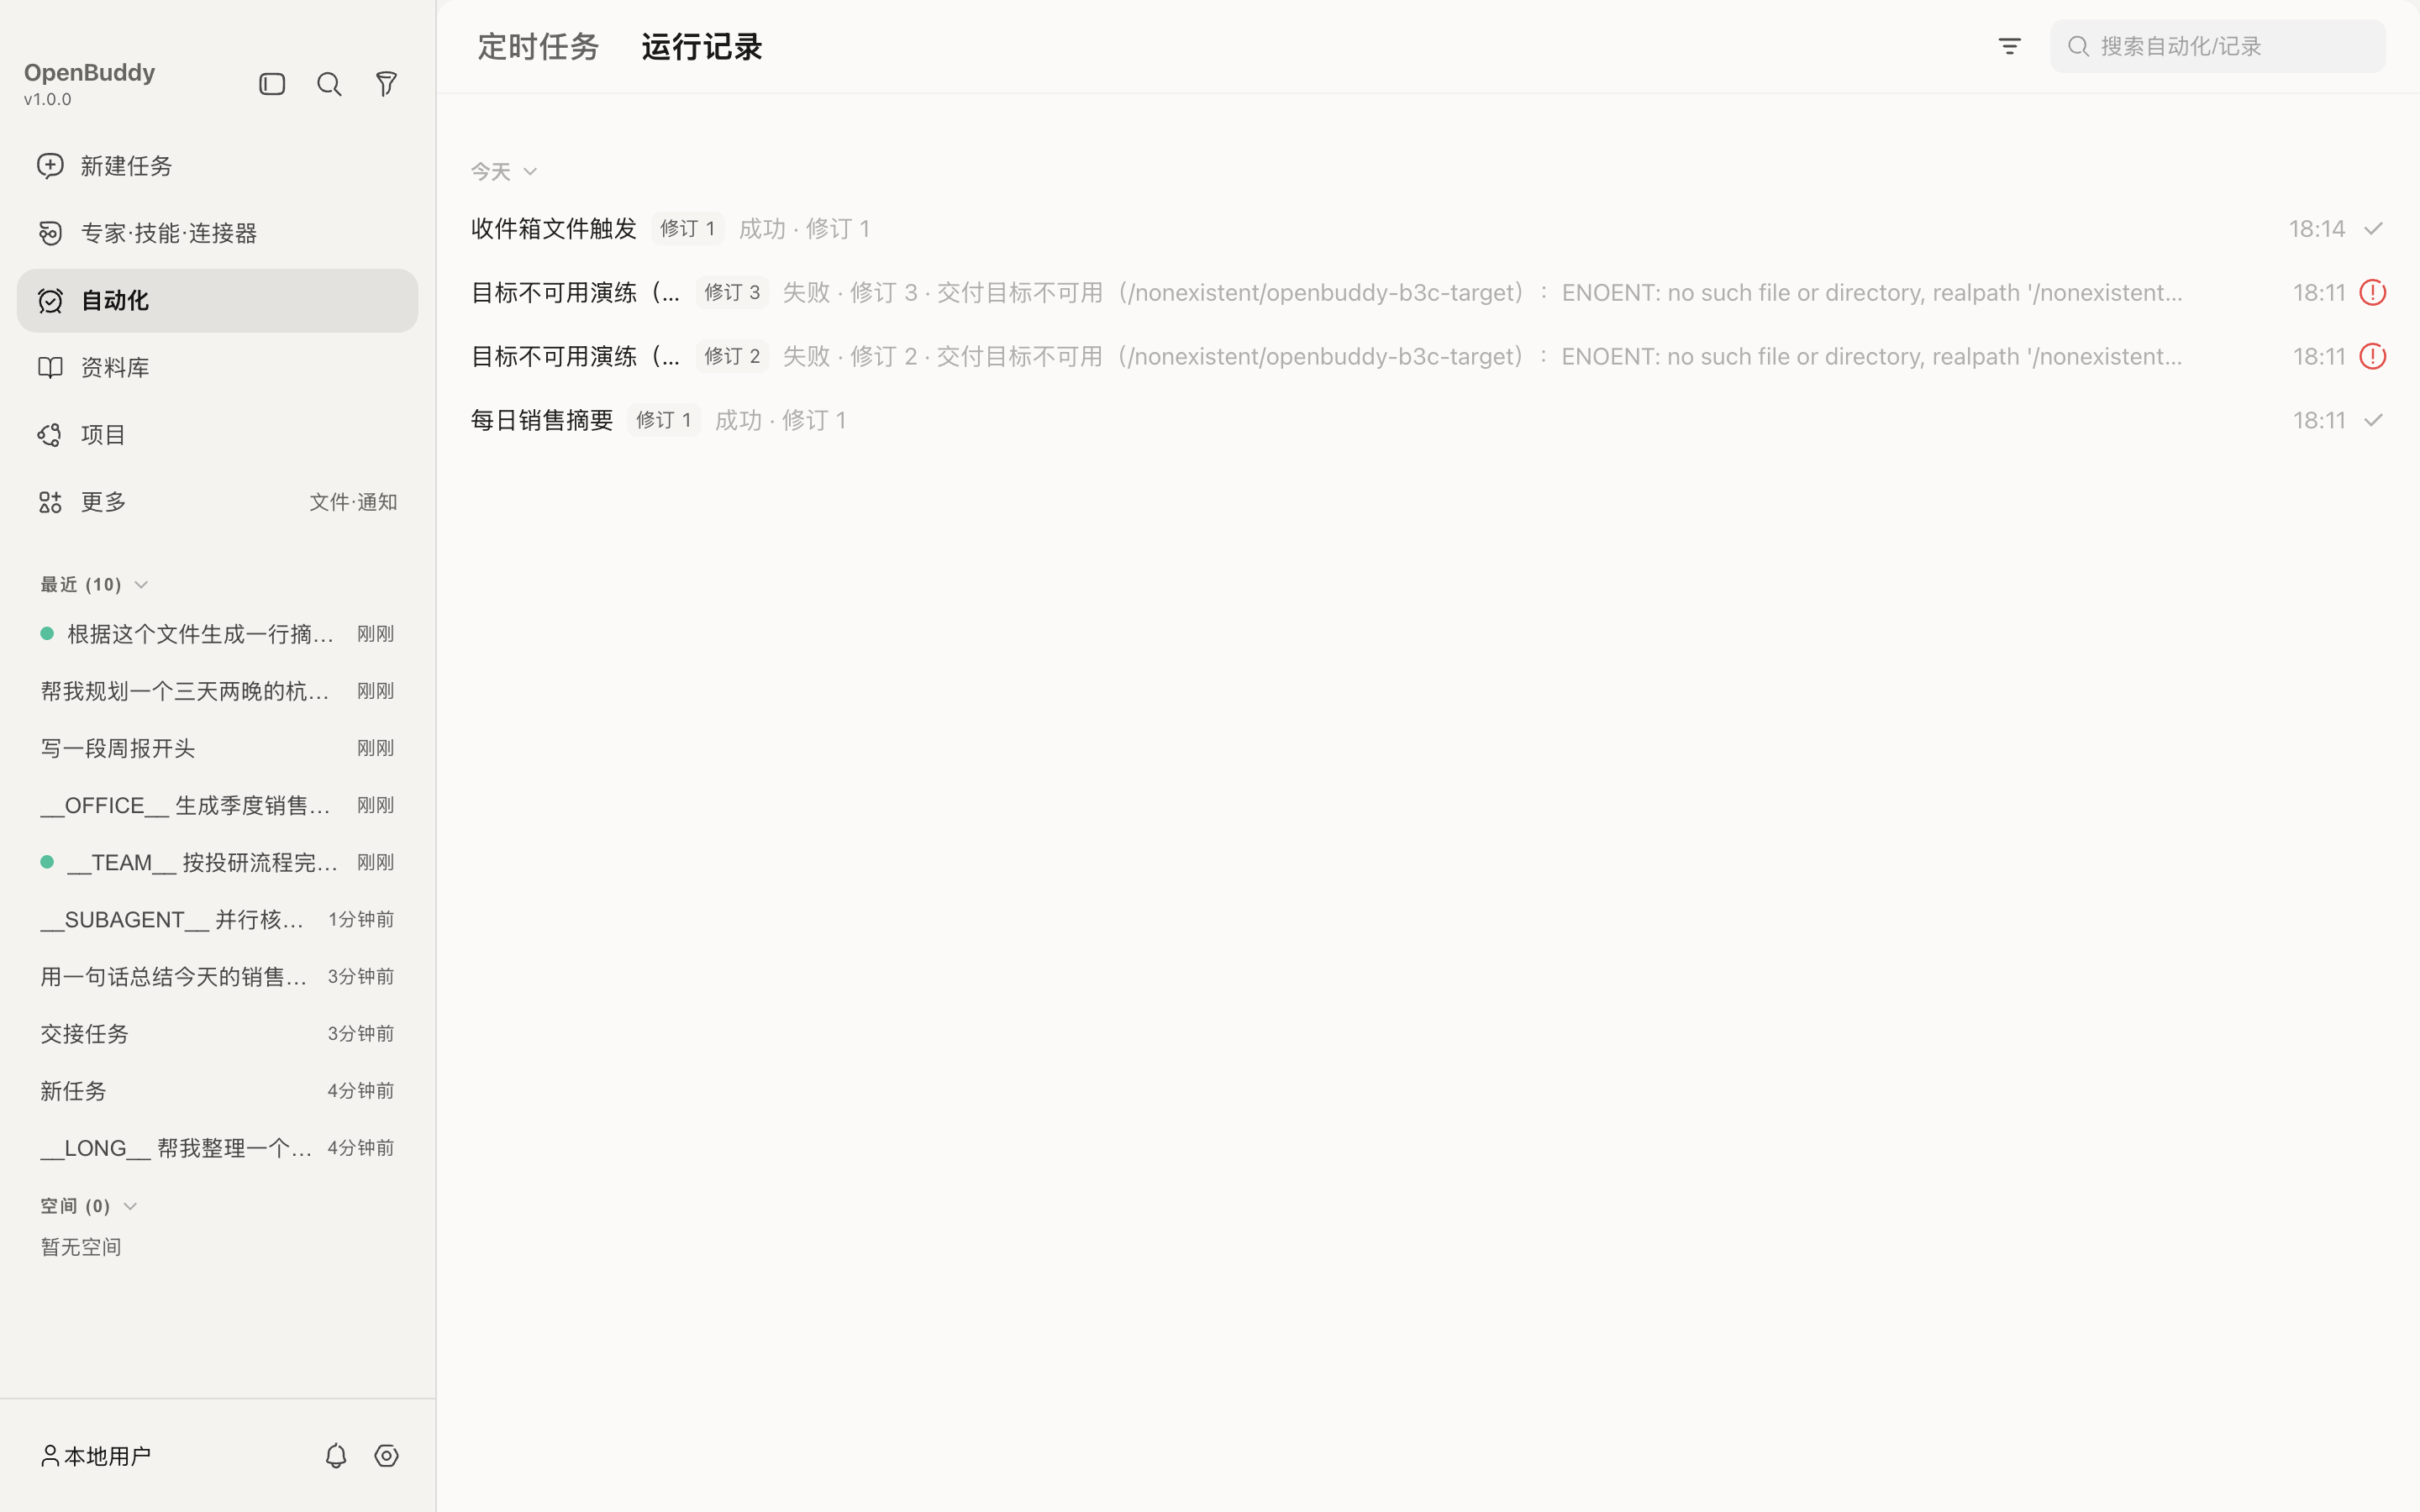 OpenBuddy
v1.0.0
新建任务
专家·技能·连接器
自动化
资料库
项目
更多 文件·通知
最近 (10)
根据这个文件生成一行摘… 刚刚
帮我规划一个三天两晚的杭… 刚刚
写一段周报开头 刚刚
__OFFICE__ 生成季度销售… 刚刚
__TEAM__ 按投研流程完… 刚刚
__SUBAGENT__ 并行核… 1分钟前
用一句话总结今天的销售… 3分钟前
交接任务 3分钟前
新任务 4分钟前
__LONG__ 帮我整理一个… 4分钟前
空间 (0)
暂无空间
本地用户
定时任务 运行记录
搜索自动化/记录
今天
收件箱文件触发 修订 1 成功 · 修订 1 18:14
目标不可用演练（… 修订 3 失败 · 修订 3 · 交付目标不可用（/nonexistent/openbuddy-b3c-target）：ENOENT: no such file or directory, realpath '/nonexistent… 18:11
目标不可用演练（… 修订 2 失败 · 修订 2 · 交付目标不可用（/nonexistent/openbuddy-b3c-target）：ENOENT: no such file or directory, realpath '/nonexistent… 18:11
每日销售摘要 修订 1 成功 · 修订 1 18:11